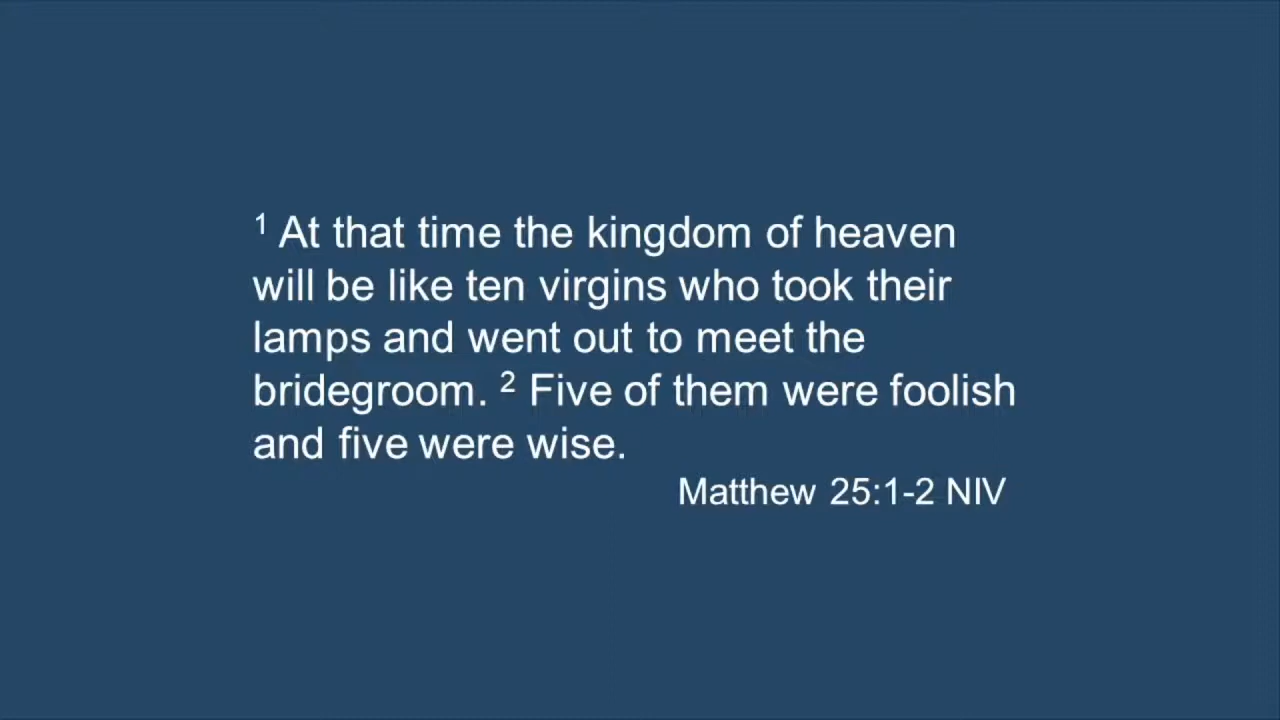 ¹ At that time the kingdom of heaven
will be like ten virgins who took their
lamps and went out to meet the
bridegroom. ² Five of them were foolish
and five were wise.
Matthew 25:1-2 NIV